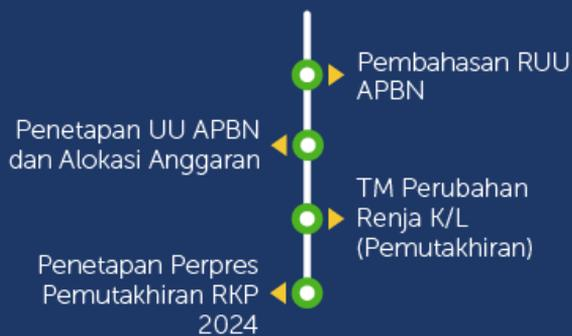 Pembahasan RUU
APBN
Penetapan UU APBN
dan Alokasi Anggaran
TM Perubahan
Renja K/L
(Pemutakhiran)
Penetapan Perpres
Pemutakhiran RKP
2024